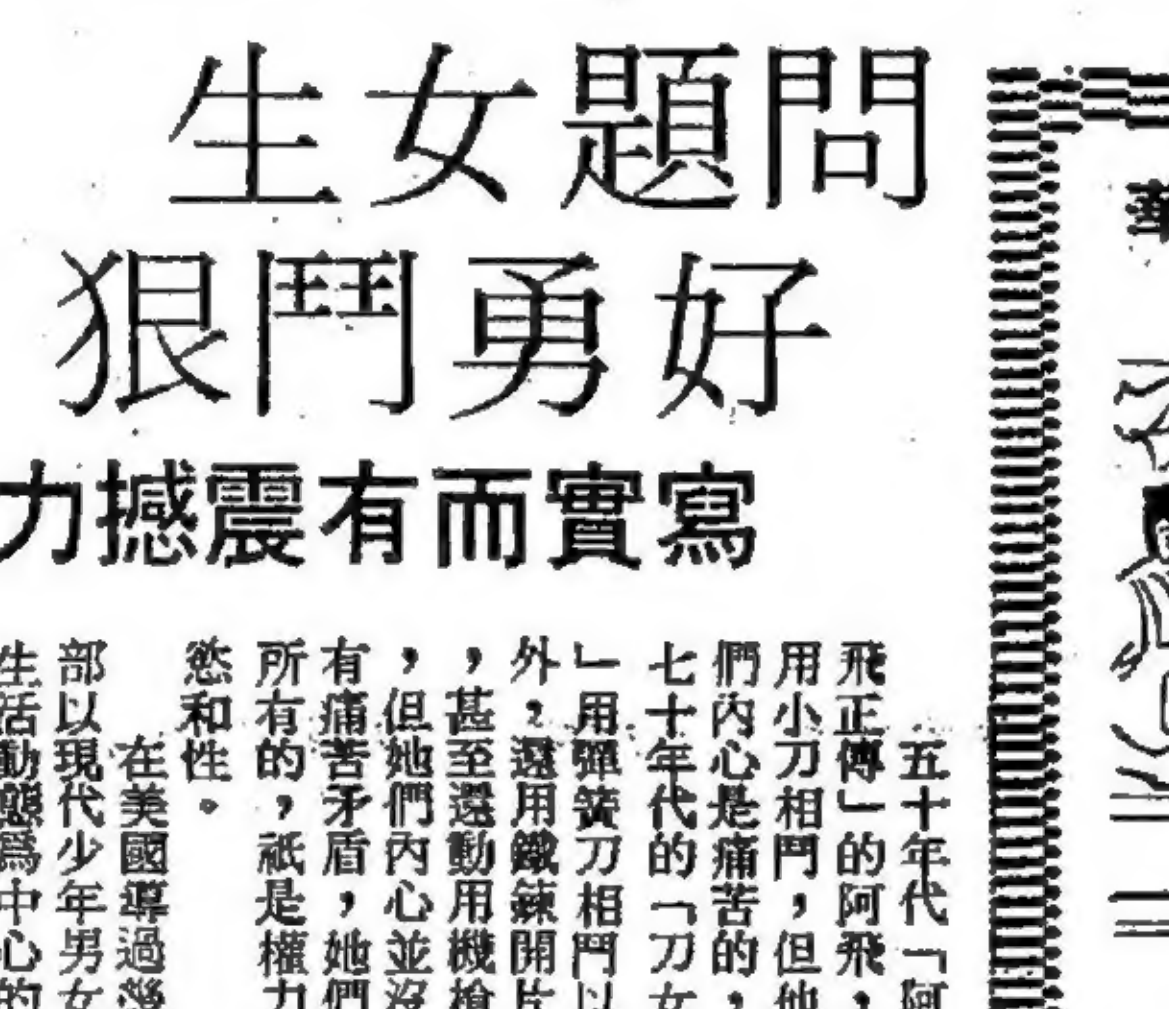 問題女生
好勇鬥狠
寫實而有震撼力
五十年代「阿
飛正傳」的阿飛，
用小刀相鬥，但他
們內心是痛苦的，
七十年代的「刀女
」用彈簧刀相鬥以
外，還用鐵鍊開片
，甚至還動用機槍
，但她們內心並沒
有痛苦矛盾，她們
所有的，祇是權力
慾和性。
在美國導過
部以現代少年男女
生活動態爲中心的